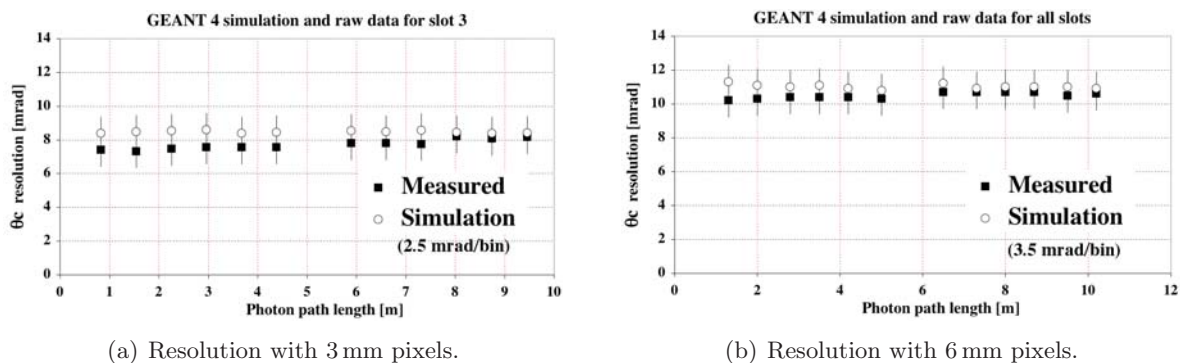 GEANT 4 simulation and raw data for slot 3
14
12
10
8
6
4
2
0
θc resolution [mrad]
Measured
Simulation
(2.5 mrad/bin)
0 1 2 3 4 5 6 7 8 9 10
Photon path length [m]
(a) Resolution with 3 mm pixels.
GEANT 4 simulation and raw data for all slots
14
12
10
8
6
4
2
0
θc resolution [mrad]
Measured
Simulation
(3.5 mrad/bin)
0 2 4 6 8 10 12
Photon path length [m]
(b) Resolution with 6 mm pixels.